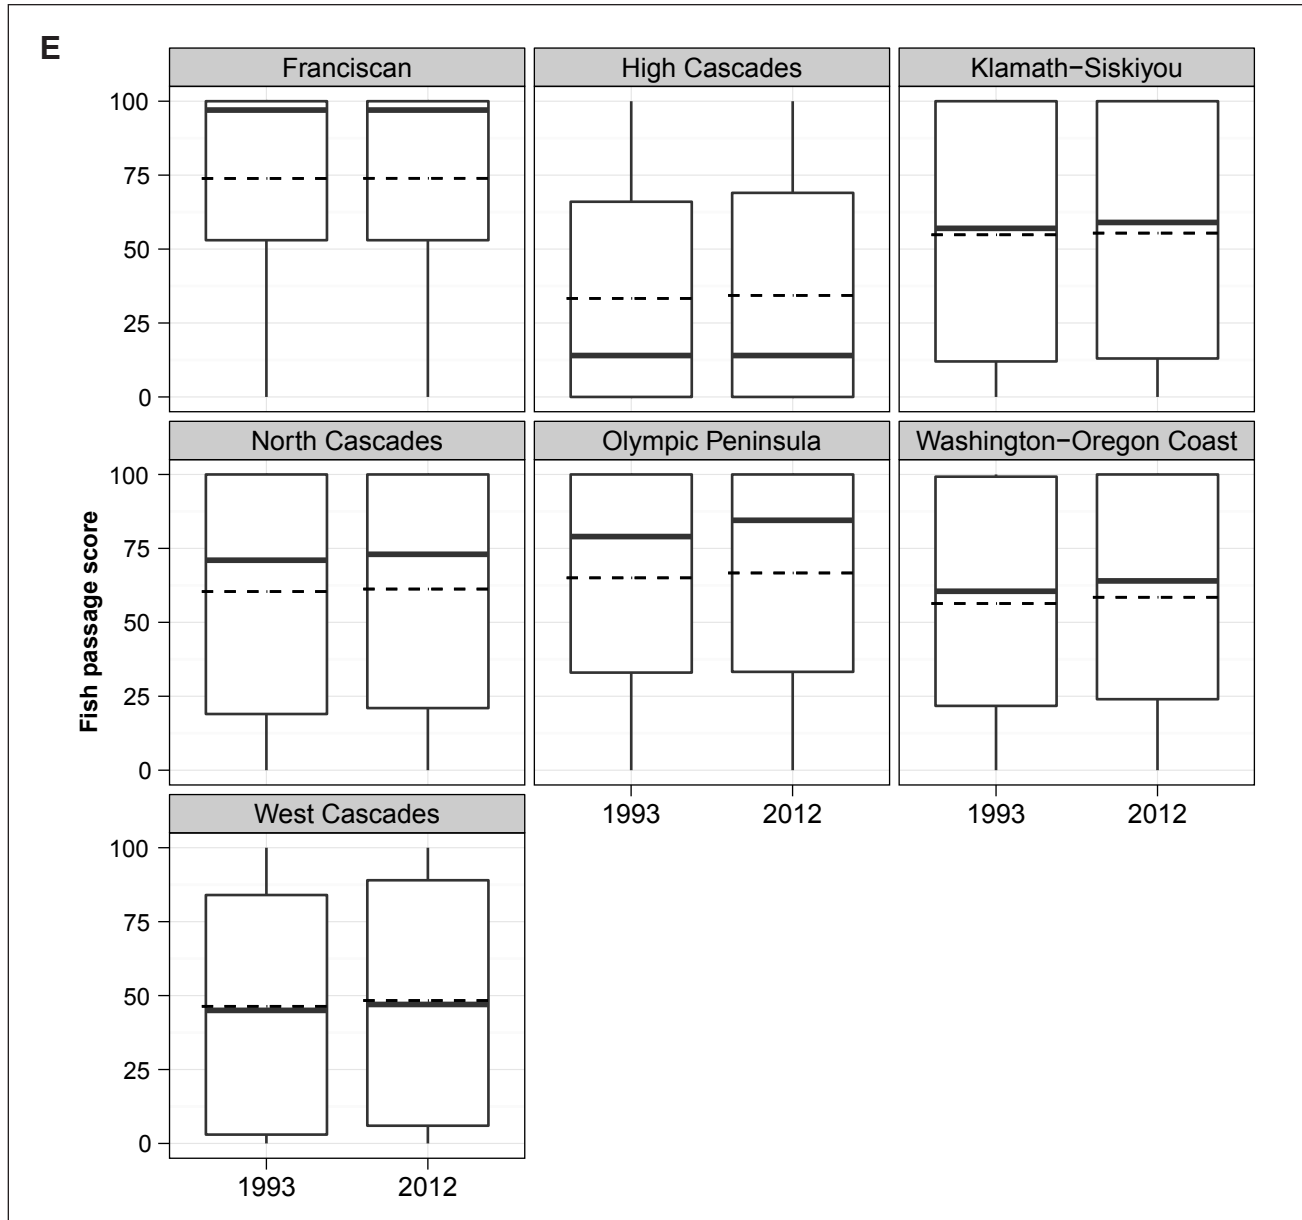 E
Franciscan
High Cascades
Klamath−Siskiyou
100
75
50
25
0
North Cascades
Olympic Peninsula
Washington−Oregon Coast
100
75
50
25
0
Fish passage score
1993
2012
1993
2012
West Cascades
100
75
50
25
0
1993
2012